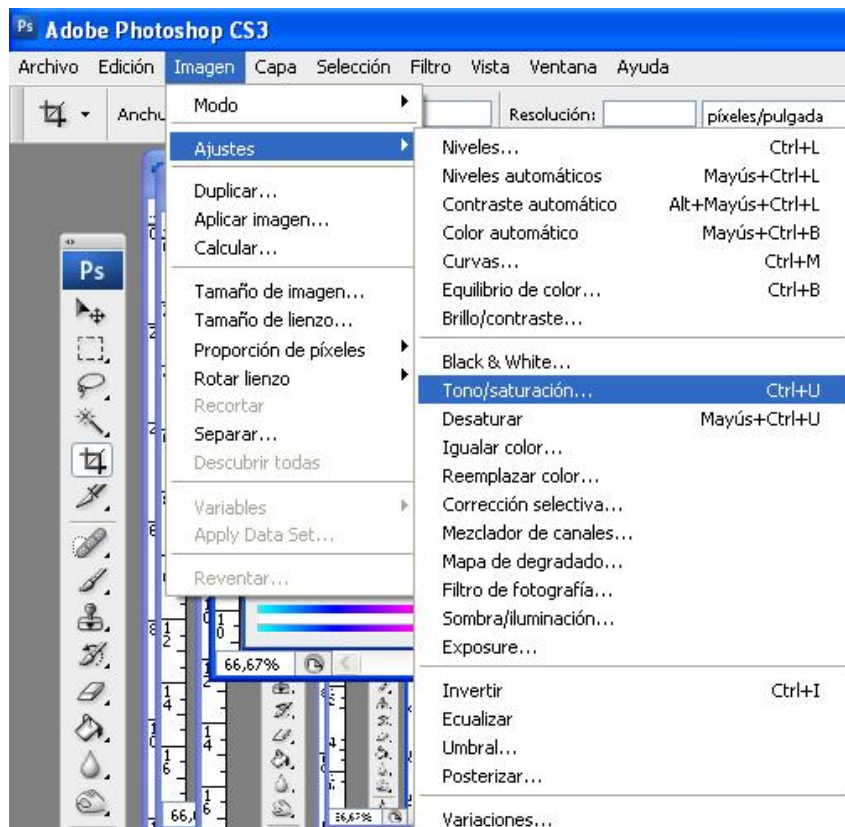 Ps Adobe Photoshop CS3
Archivo Edición Imagen Capa Selección Filtro Vista Ventana Ayuda
Anchu Resolución: píxeles/pulgada
Modo
Ajustes
Duplicar...
Aplicar imagen...
Calcular...
Tamaño de imagen...
Tamaño de lienzo...
Proporción de píxeles
Rotar lienzo
Recortar
Separar...
Descubrir todas
Variables
Apply Data Set...
Reventar...
Niveles... Ctrl+L
Niveles automáticos Mayús+Ctrl+L
Contraste automático Alt+Mayús+Ctrl+L
Color automático Mayús+Ctrl+B
Curvas... Ctrl+M
Equilibrio de color... Ctrl+B
Brillo/contraste...
Black & White...
Tono/saturación... Ctrl+U
Desaturar Mayús+Ctrl+U
Igualar color...
Reemplazar color...
Corrección selectiva...
Mezclador de canales...
Mapa de degradado...
Filtro de fotografía...
Sombra/iluminación...
Exposure...
Invertir Ctrl+I
Ecualizar
Umbral...
Posterizar...
Variaciones...
Ps
66,67%
66,